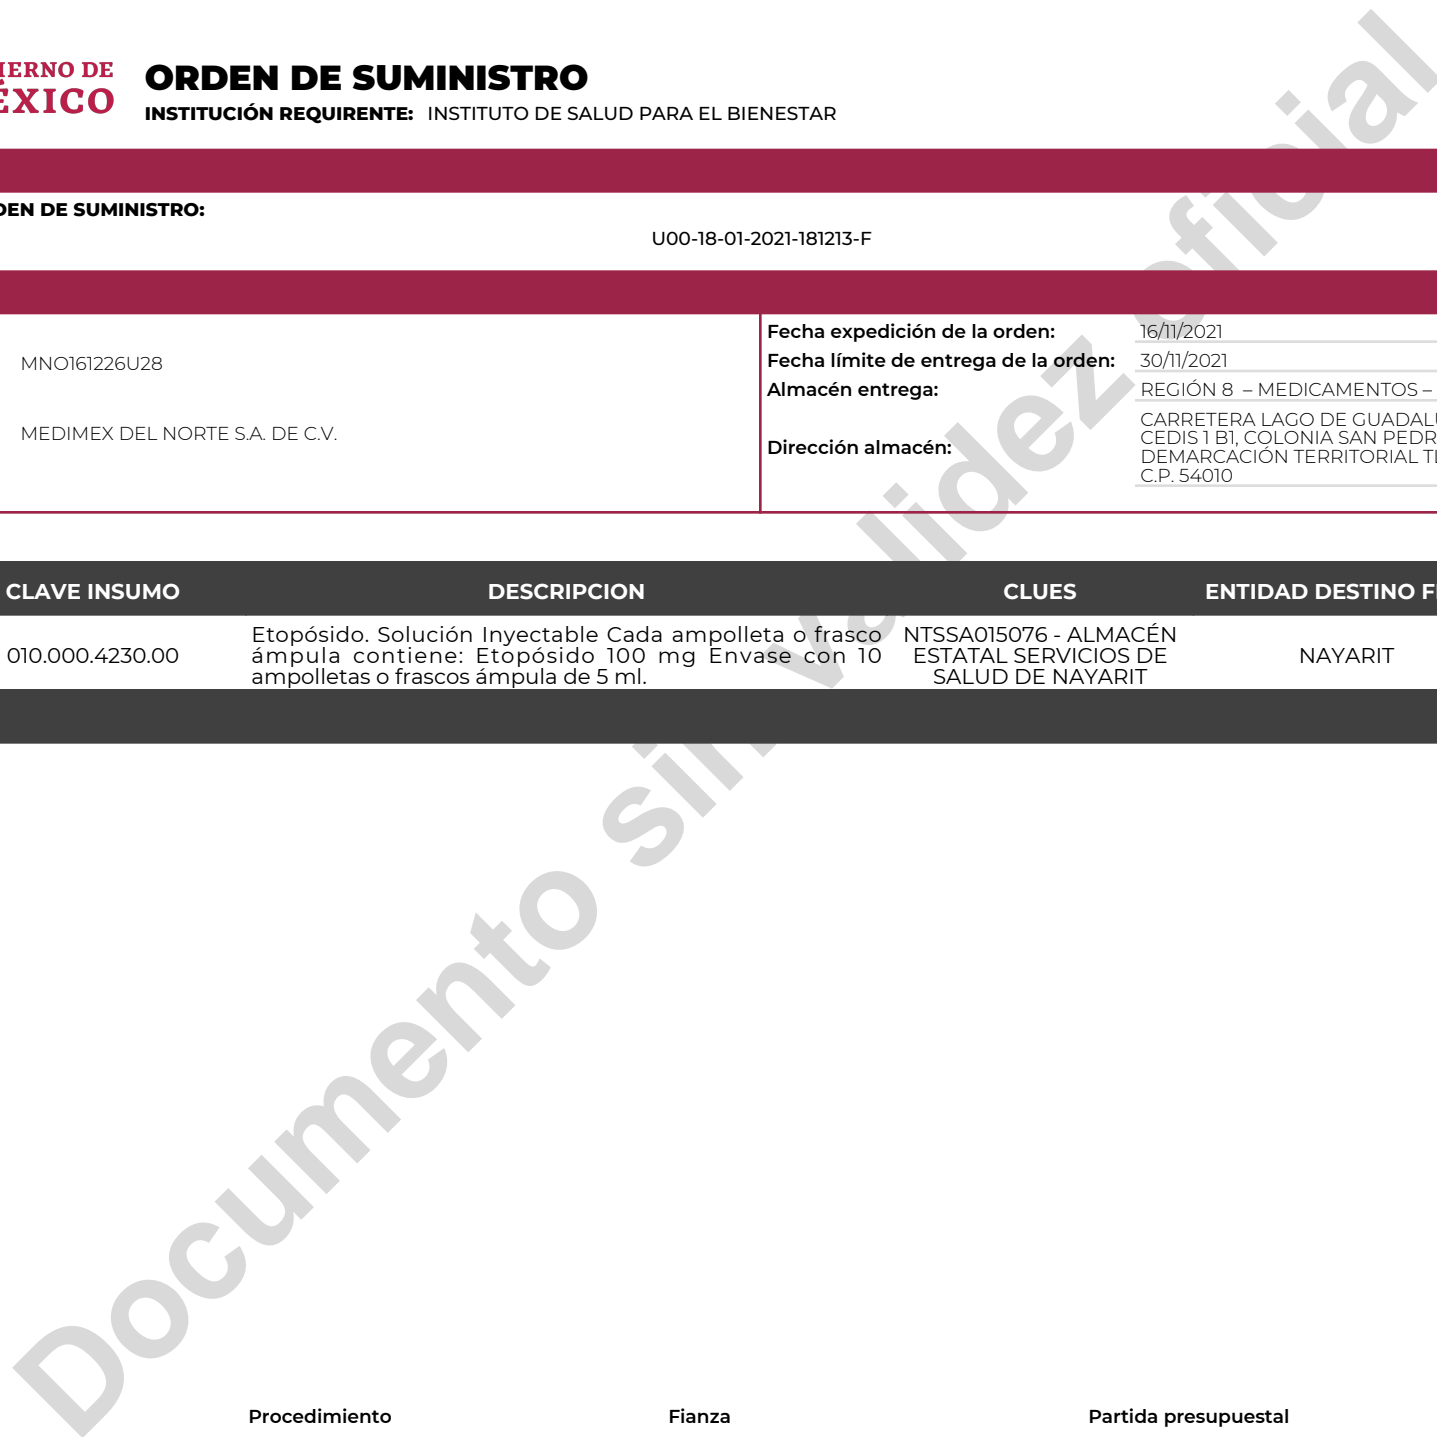 IERNO DE
ÉXICO
ORDEN DE SUMINISTRO
INSTITUCIÓN REQUIRENTE: INSTITUTO DE SALUD PARA EL BIENESTAR
DEN DE SUMINISTRO:
U00-18-01-2021-181213-F
MNO161226U28
MEDIMEX DEL NORTE S.A. DE C.V.
Fecha expedición de la orden: 16/11/2021
Fecha límite de entrega de la orden: 30/11/2021
Almacén entrega: REGIÓN 8 – MEDICAMENTOS –
Dirección almacén:
CARRETERA LAGO DE GUADALU
CEDIS 1 B1, COLONIA SAN PEDR
DEMARCACIÓN TERRITORIAL TL
C.P. 54010
CLAVE INSUMO DESCRIPCION CLUES ENTIDAD DESTINO FI
010.000.4230.00
Etopósido. Solución Inyectable Cada ampolleta o frasco
ámpula contiene: Etopósido 100 mg Envase con 10
ampolletas o frascos ámpula de 5 ml.
NTSSA015076 - ALMACÉN
ESTATAL SERVICIOS DE
SALUD DE NAYARIT
NAYARIT
Documento sin validez oficial
Procedimiento Fianza Partida presupuestal